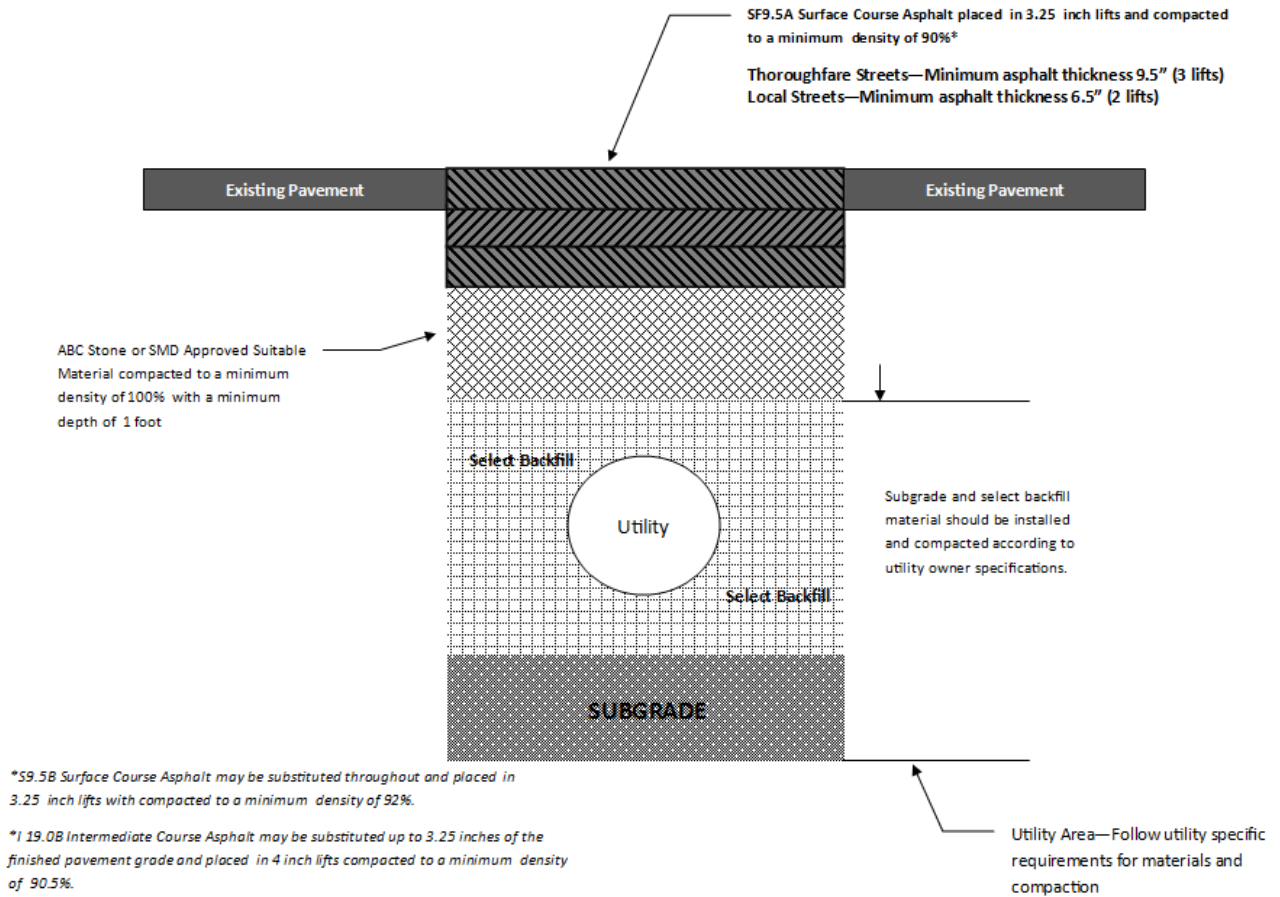 SF9.5A Surface Course Asphalt placed in 3.25 inch lifts and compacted
to a minimum density of 90%*
Thoroughfare Streets—Minimum asphalt thickness 9.5” (3 lifts)
Local Streets—Minimum asphalt thickness 6.5” (2 lifts)
Existing Pavement
Existing Pavement
ABC Stone or SMD Approved Suitable
Material compacted to a minimum
density of 100% with a minimum
depth of 1 foot
Select Backfill
Utility
Select Backfill
Subgrade and select backfill
material should be installed
and compacted according to
utility owner specifications.
SUBGRADE
*S9.5B Surface Course Asphalt may be substituted throughout and placed in
3.25 inch lifts with compacted to a minimum density of 92%.
*I 19.0B Intermediate Course Asphalt may be substituted up to 3.25 inches of the
finished pavement grade and placed in 4 inch lifts compacted to a minimum density
of 90.5%.
Utility Area—Follow utility specific
requirements for materials and
compaction